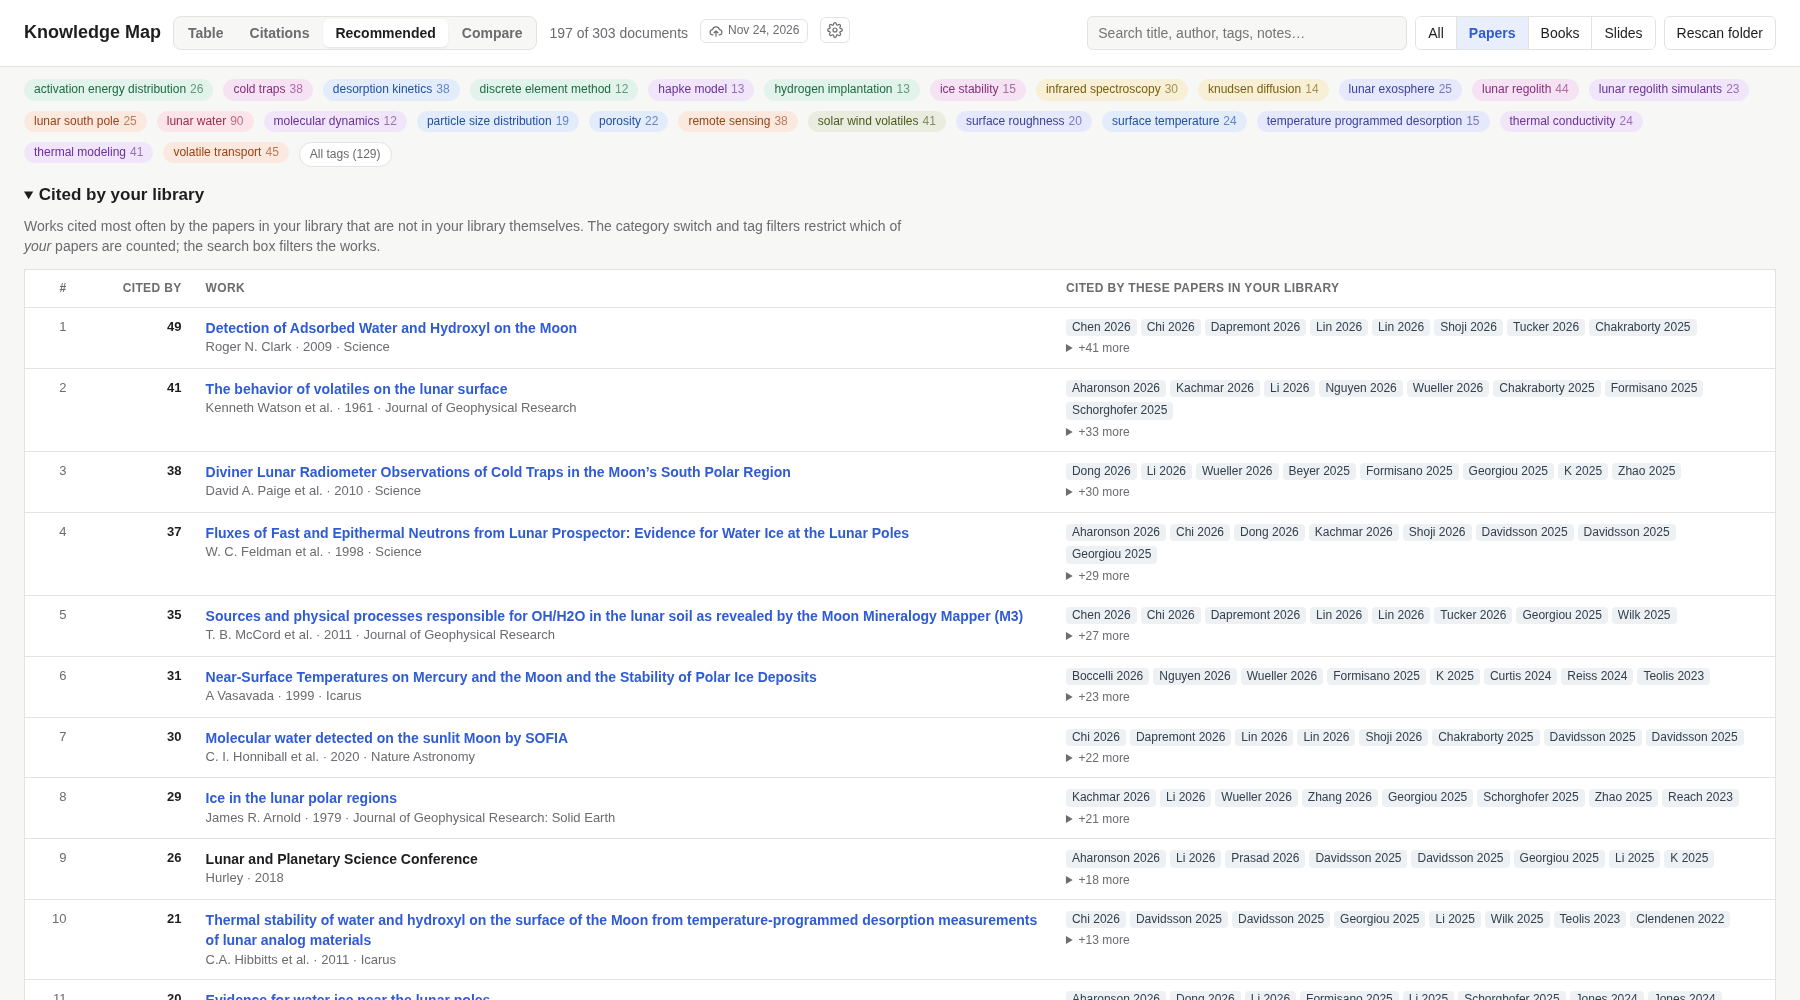 Knowledge Map Table Citations Recommended Compare 197 of 303 documents Nov 24, 2026 Search title, author, tags, notes… All Papers Books Slides Rescan folder
activation energy distribution 26 cold traps 38 desorption kinetics 38 discrete element method 12 hapke model 13 hydrogen implantation 13 ice stability 15 infrared spectroscopy 30 knudsen diffusion 14 lunar exosphere 25 lunar regolith 44 lunar regolith simulants 23
lunar south pole 25 lunar water 90 molecular dynamics 12 particle size distribution 19 porosity 22 remote sensing 38 solar wind volatiles 41 surface roughness 20 surface temperature 24 temperature programmed desorption 15 thermal conductivity 24
thermal modeling 41 volatile transport 45 All tags (129)
▼ Cited by your library
Works cited most often by the papers in your library that are not in your library themselves. The category switch and tag filters restrict which of
your papers are counted; the search box filters the works.
# CITED BY WORK CITED BY THESE PAPERS IN YOUR LIBRARY
1 49 Detection of Adsorbed Water and Hydroxyl on the Moon Chen 2026 Chi 2026 Dapremont 2026 Lin 2026 Lin 2026 Shoji 2026 Tucker 2026 Chakraborty 2025
Roger N. Clark · 2009 · Science ▶ +41 more
2 41 The behavior of volatiles on the lunar surface Aharonson 2026 Kachmar 2026 Li 2026 Nguyen 2026 Wueller 2026 Chakraborty 2025 Formisano 2025
Kenneth Watson et al. · 1961 · Journal of Geophysical Research Schorghofer 2025
▶ +33 more
3 38 Diviner Lunar Radiometer Observations of Cold Traps in the Moon’s South Polar Region Dong 2026 Li 2026 Wueller 2026 Beyer 2025 Formisano 2025 Georgiou 2025 K 2025 Zhao 2025
David A. Paige et al. · 2010 · Science ▶ +30 more
4 37 Fluxes of Fast and Epithermal Neutrons from Lunar Prospector: Evidence for Water Ice at the Lunar Poles Aharonson 2026 Chi 2026 Dong 2026 Kachmar 2026 Shoji 2026 Davidsson 2025 Davidsson 2025
W. C. Feldman et al. · 1998 · Science Georgiou 2025
▶ +29 more
5 35 Sources and physical processes responsible for OH/H2O in the lunar soil as revealed by the Moon Mineralogy Mapper (M3) Chen 2026 Chi 2026 Dapremont 2026 Lin 2026 Lin 2026 Tucker 2026 Georgiou 2025 Wilk 2025
T. B. McCord et al. · 2011 · Journal of Geophysical Research ▶ +27 more
6 31 Near-Surface Temperatures on Mercury and the Moon and the Stability of Polar Ice Deposits Boccelli 2026 Nguyen 2026 Wueller 2026 Formisano 2025 K 2025 Curtis 2024 Reiss 2024 Teolis 2023
A Vasavada · 1999 · Icarus ▶ +23 more
7 30 Molecular water detected on the sunlit Moon by SOFIA Chi 2026 Dapremont 2026 Lin 2026 Lin 2026 Shoji 2026 Chakraborty 2025 Davidsson 2025 Davidsson 2025
C. I. Honniball et al. · 2020 · Nature Astronomy ▶ +22 more
8 29 Ice in the lunar polar regions Kachmar 2026 Li 2026 Wueller 2026 Zhang 2026 Georgiou 2025 Schorghofer 2025 Zhao 2025 Reach 2023
James R. Arnold · 1979 · Journal of Geophysical Research: Solid Earth ▶ +21 more
9 26 Lunar and Planetary Science Conference Aharonson 2026 Li 2026 Prasad 2026 Davidsson 2025 Davidsson 2025 Georgiou 2025 Li 2025 K 2025
Hurley · 2018 ▶ +18 more
10 21 Thermal stability of water and hydroxyl on the surface of the Moon from temperature-programmed desorption measurements Chi 2026 Davidsson 2025 Davidsson 2025 Georgiou 2025 Li 2025 Wilk 2025 Teolis 2023 Clendenen 2022
of lunar analog materials ▶ +13 more
C.A. Hibbitts et al. · 2011 · Icarus
11 20 Evidence for water ice near the lunar poles Aharonson 2026 Dong 2026 Li 2026 Formisano 2025 Li 2025 Schorghofer 2025 Jones 2024 Jones 2024